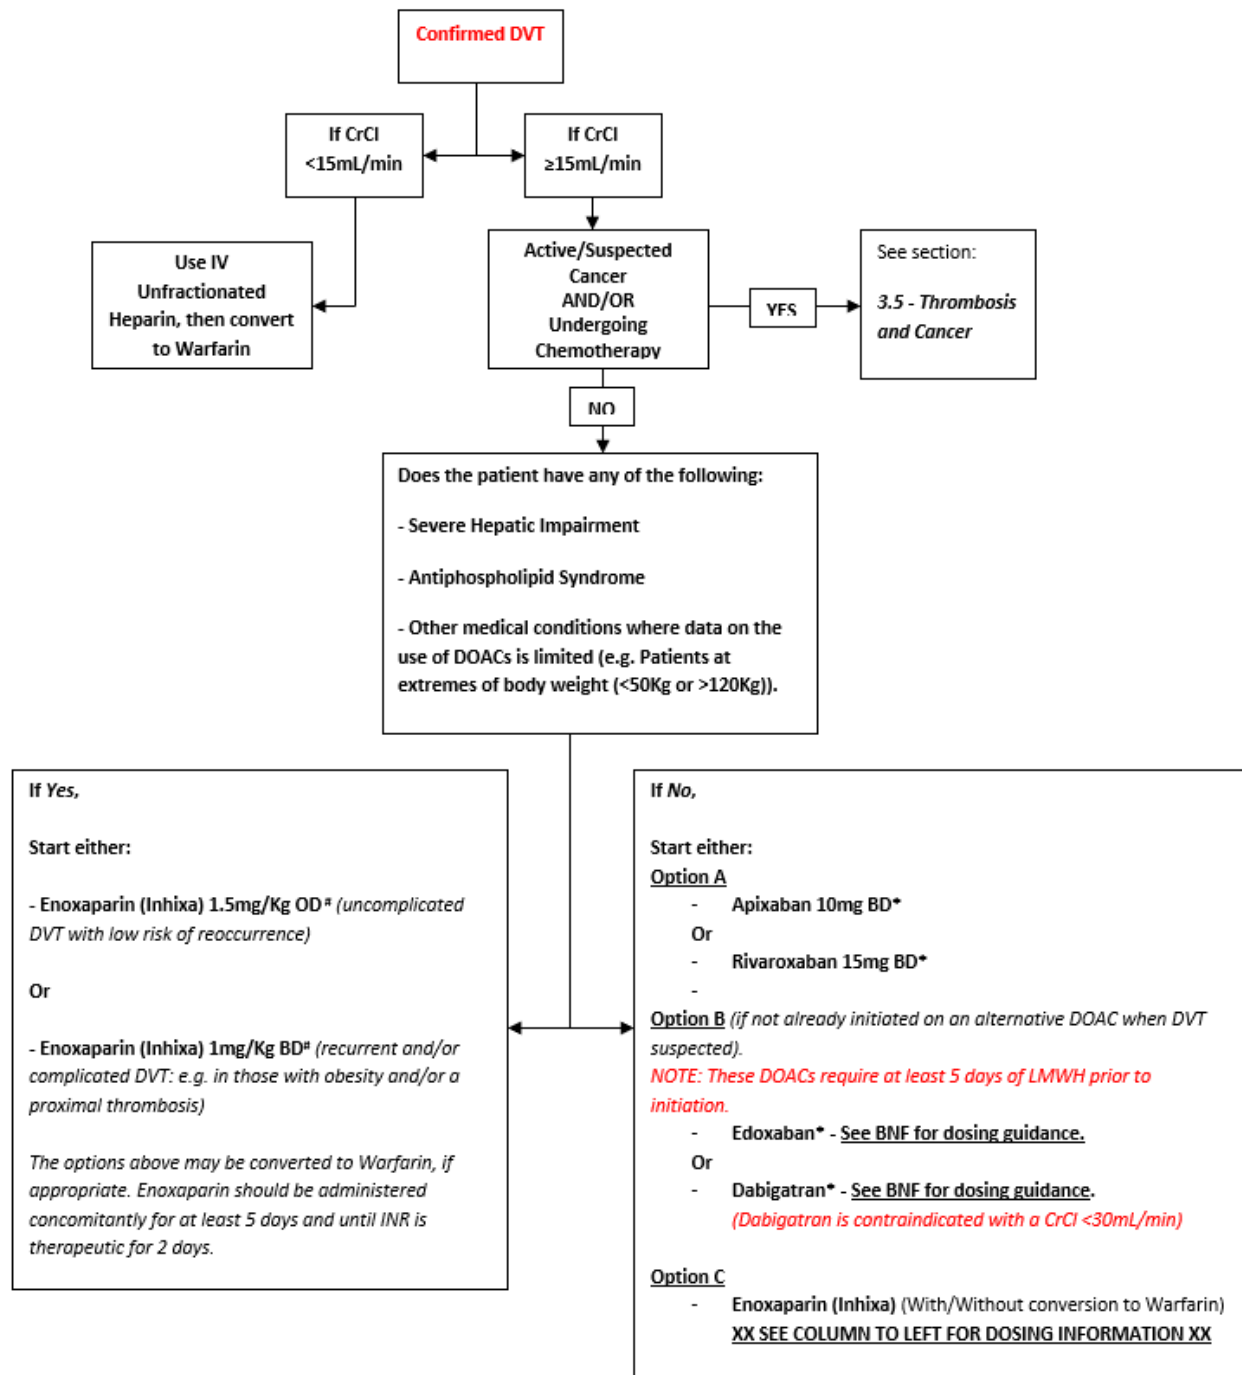 Confirmed DVT
If CrCl
<15mL/min
If CrCl
≥15mL/min
Use IV
Unfractionated
Heparin, then convert
to Warfarin
Active/Suspected
Cancer
AND/OR
Undergoing
Chemotherapy
YES
See section:
3.5 - Thrombosis
and Cancer
NO
Does the patient have any of the following:
- Severe Hepatic Impairment
- Antiphospholipid Syndrome
- Other medical conditions where data on the
use of DOACs is limited (e.g. Patients at
extremes of body weight (<50Kg or >120Kg)).
If Yes,
Start either:
- Enoxaparin (Inhixa) 1.5mg/Kg OD# (uncomplicated
DVT with low risk of reoccurrence)
Or
- Enoxaparin (Inhixa) 1mg/Kg BD# (recurrent and/or
complicated DVT: e.g. in those with obesity and/or a
proximal thrombosis)
The options above may be converted to Warfarin, if
appropriate. Enoxaparin should be administered
concomitantly for at least 5 days and until INR is
therapeutic for 2 days.
If No,
Start either:
Option A
- Apixaban 10mg BD*
Or
- Rivaroxaban 15mg BD*
-
Option B (if not already initiated on an alternative DOAC when DVT
suspected).
NOTE: These DOACs require at least 5 days of LMWH prior to
initiation.
- Edoxaban* - See BNF for dosing guidance.
Or
- Dabigatran* - See BNF for dosing guidance.
(Dabigatran is contraindicated with a CrCl <30mL/min)
Option C
- Enoxaparin (Inhixa) (With/Without conversion to Warfarin)
XX SEE COLUMN TO LEFT FOR DOSING INFORMATION XX